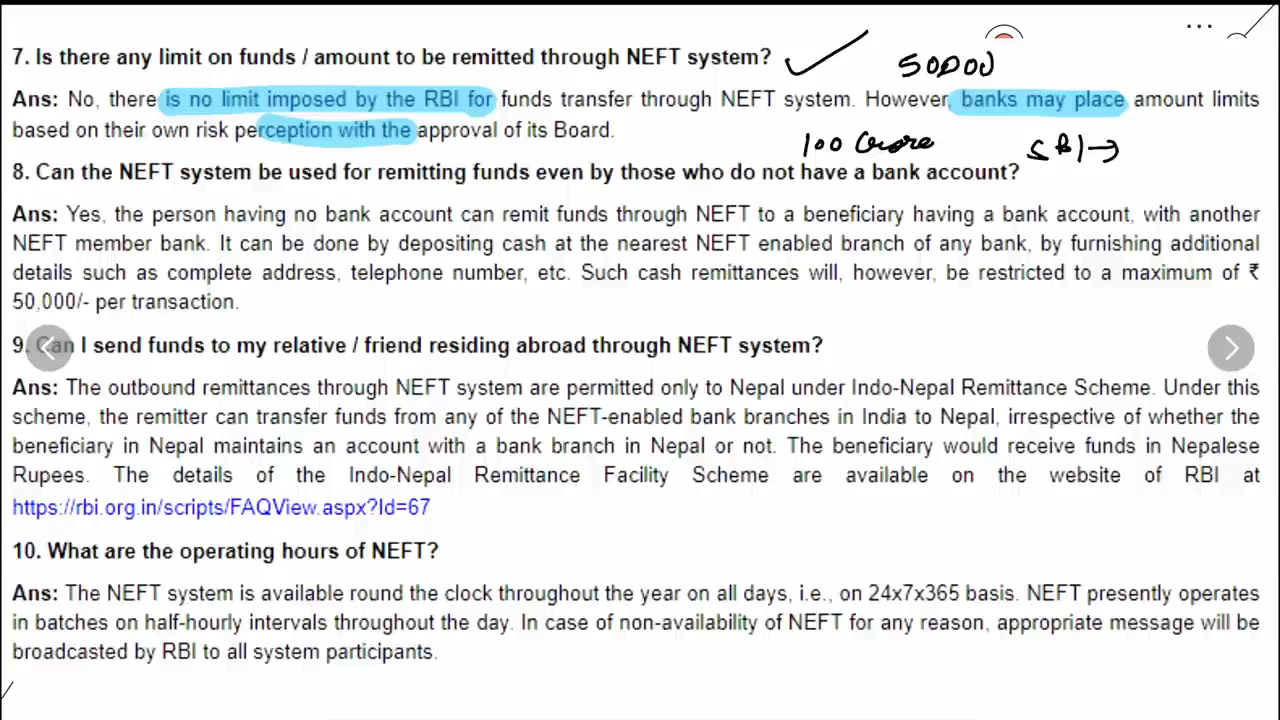 7. Is there any limit on funds / amount to be remitted through NEFT system?
50000
Ans: No, there is no limit imposed by the RBI for funds transfer through NEFT system. However, banks may place amount limits
based on their own risk perception with the approval of its Board.
100 Crore
SBI→
8. Can the NEFT system be used for remitting funds even by those who do not have a bank account?
Ans: Yes, the person having no bank account can remit funds through NEFT to a beneficiary having a bank account, with another
NEFT member bank. It can be done by depositing cash at the nearest NEFT enabled branch of any bank, by furnishing additional
details such as complete address, telephone number, etc. Such cash remittances will, however, be restricted to a maximum of ₹
50,000/- per transaction.
9. Can I send funds to my relative / friend residing abroad through NEFT system?
Ans: The outbound remittances through NEFT system are permitted only to Nepal under Indo-Nepal Remittance Scheme. Under this
scheme, the remitter can transfer funds from any of the NEFT-enabled bank branches in India to Nepal, irrespective of whether the
beneficiary in Nepal maintains an account with a bank branch in Nepal or not. The beneficiary would receive funds in Nepalese
Rupees. The details of the Indo-Nepal Remittance Facility Scheme are available on the website of RBI at
https://rbi.org.in/scripts/FAQView.aspx?Id=67
10. What are the operating hours of NEFT?
Ans: The NEFT system is available round the clock throughout the year on all days, i.e., on 24x7x365 basis. NEFT presently operates
in batches on half-hourly intervals throughout the day. In case of non-availability of NEFT for any reason, appropriate message will be
broadcasted by RBI to all system participants.